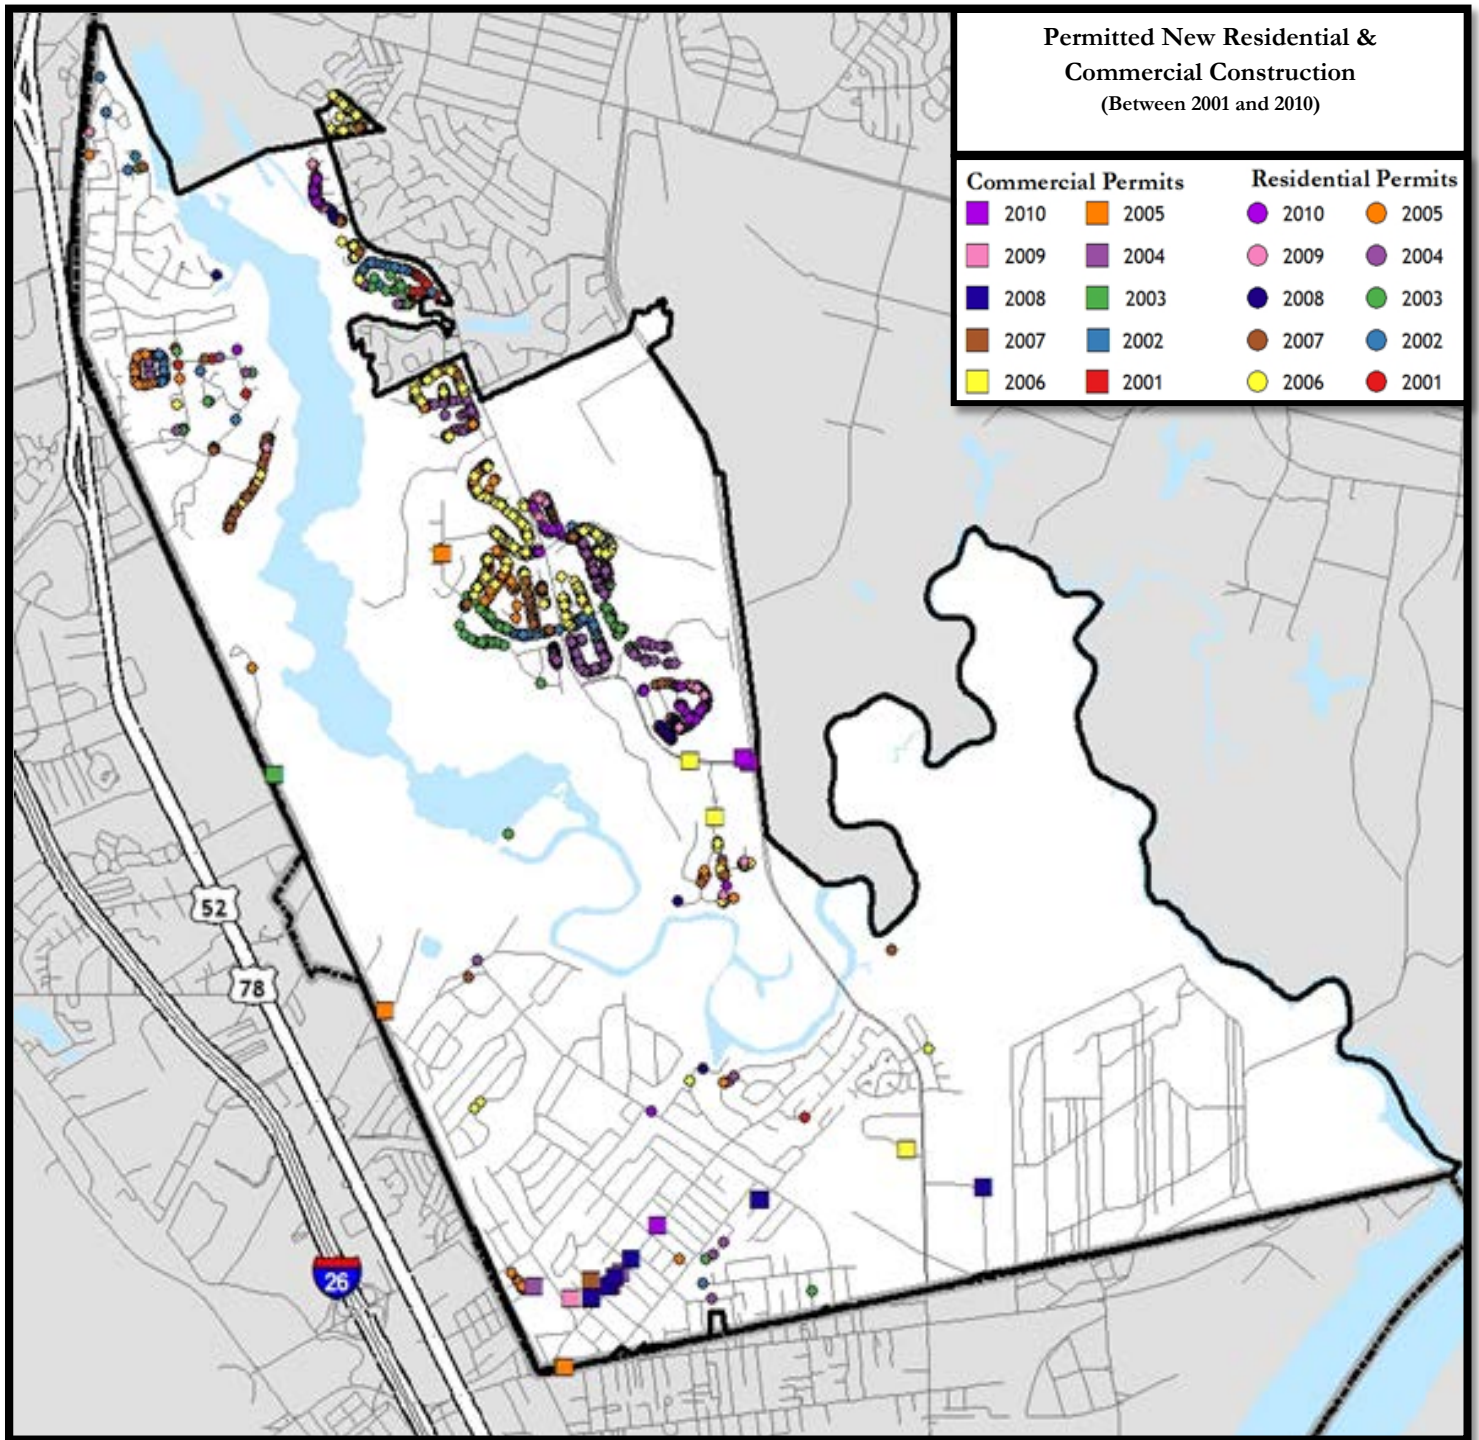 Permitted New Residential &
Commercial Construction
(Between 2001 and 2010)
Commercial Permits Residential Permits
2010 2005 2010 2005
2009 2004 2009 2004
2008 2003 2008 2003
2007 2002 2007 2002
2006 2001 2006 2001
52
78
26